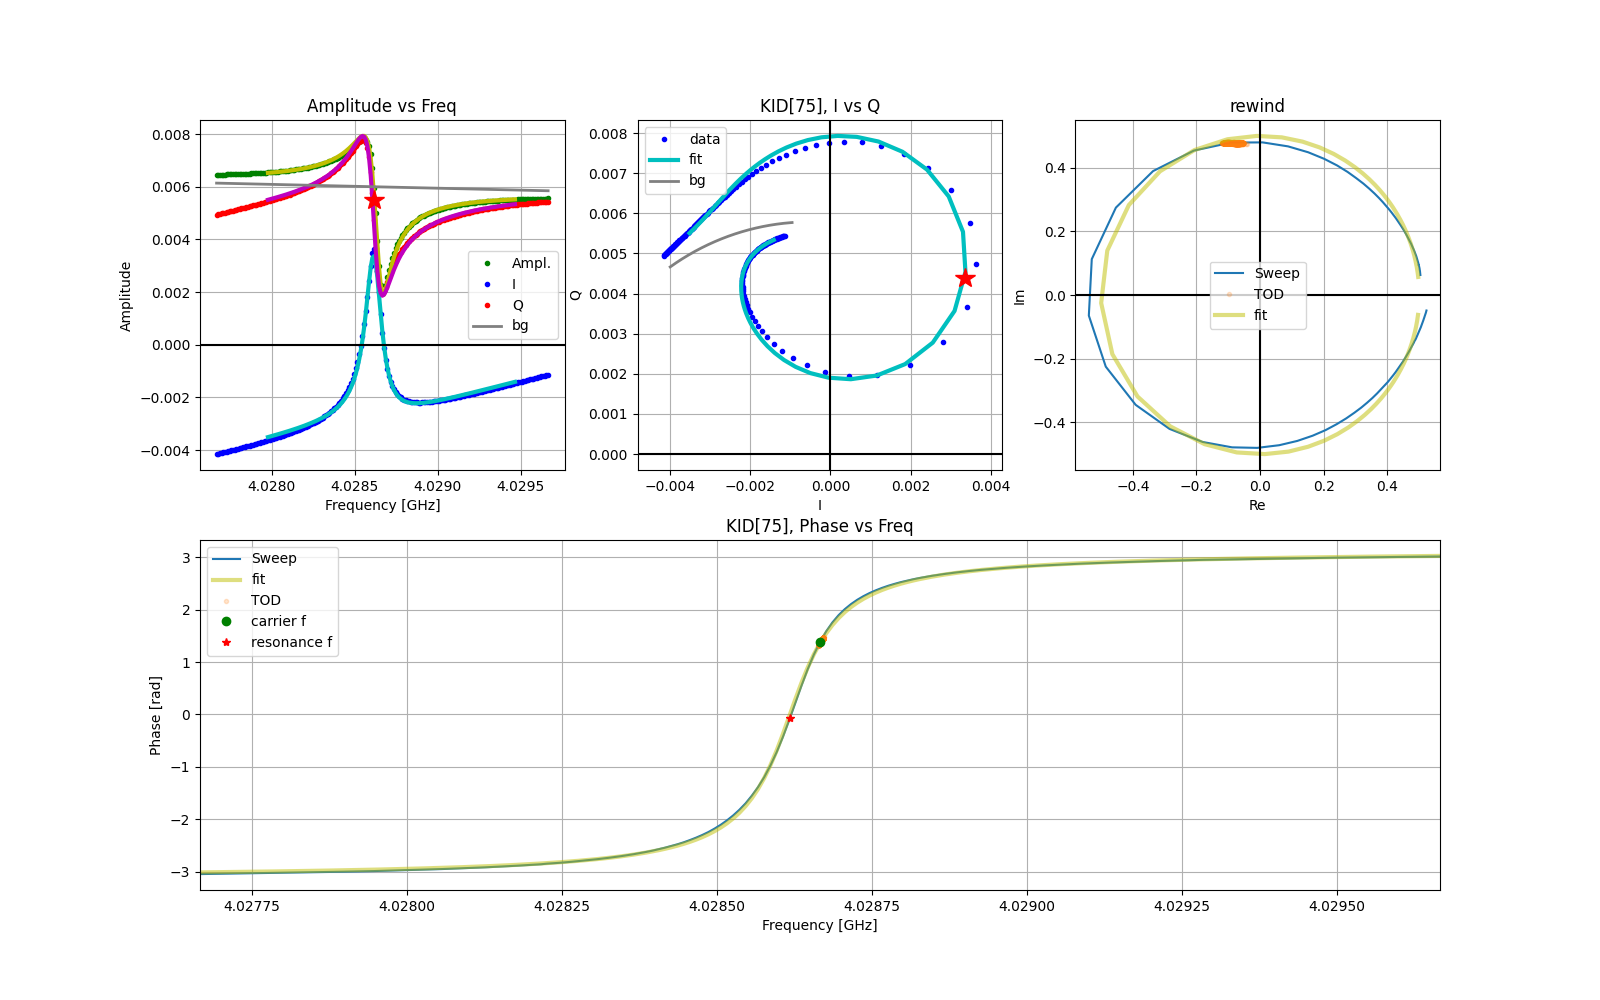 Amplitude vs Freq
0.008
0.006
0.004
0.002
0.000
−0.002
−0.004
Amplitude
Ampl.
I
Q
bg
4.0280 4.0285 4.0290 4.0295
Frequency [GHz]
KID[75], I vs Q
0.008
0.007
0.006
0.005
0.004
0.003
0.002
0.001
0.000
Q
data
fit
bg
−0.004 −0.002 0.000 0.002 0.004
I
rewind
0.4
0.2
0.0
−0.2
−0.4
Im
Sweep
TOD
fit
−0.4 −0.2 0.0 0.2 0.4
Re
KID[75], Phase vs Freq
3
2
1
0
−1
−2
−3
Phase [rad]
Sweep
fit
TOD
carrier f
resonance f
4.02775 4.02800 4.02825 4.02850 4.02875 4.02900 4.02925 4.02950
Frequency [GHz]